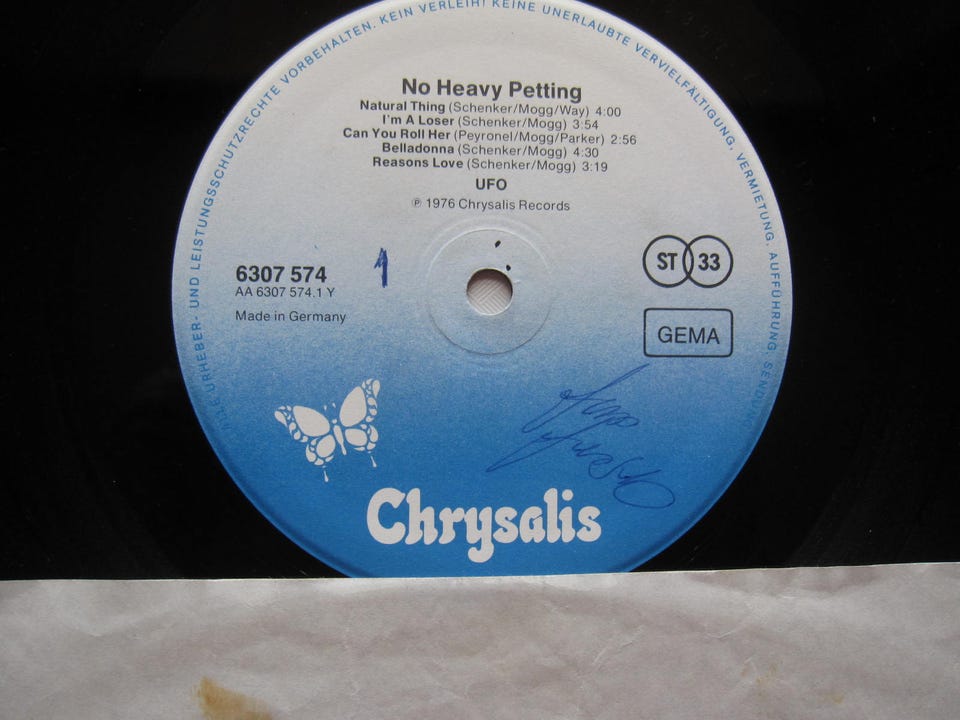 ALLE URHEBER- UND LEISTUNGSSCHUTZRECHTE VORBEHALTEN. KEIN VERLEIH! KEINE UNERLAUBTE VERVIELFÄLTIGUNG, VERMIETUNG, AUFFÜHRUNG, SENDUNG
No Heavy Petting
Natural Thing (Schenker/Mogg/Way) 4:00
I'm A Loser (Schenker/Mogg) 3:54
Can You Roll Her (Peyronel/Mogg/Parker) 2:56
Belladonna (Schenker/Mogg) 4:30
Reasons Love (Schenker/Mogg) 3:19
UFO
℗ 1976 Chrysalis Records
6307 574
1
ST 33
AA 6307 574.1 Y
Made in Germany
GEMA
Chrysalis